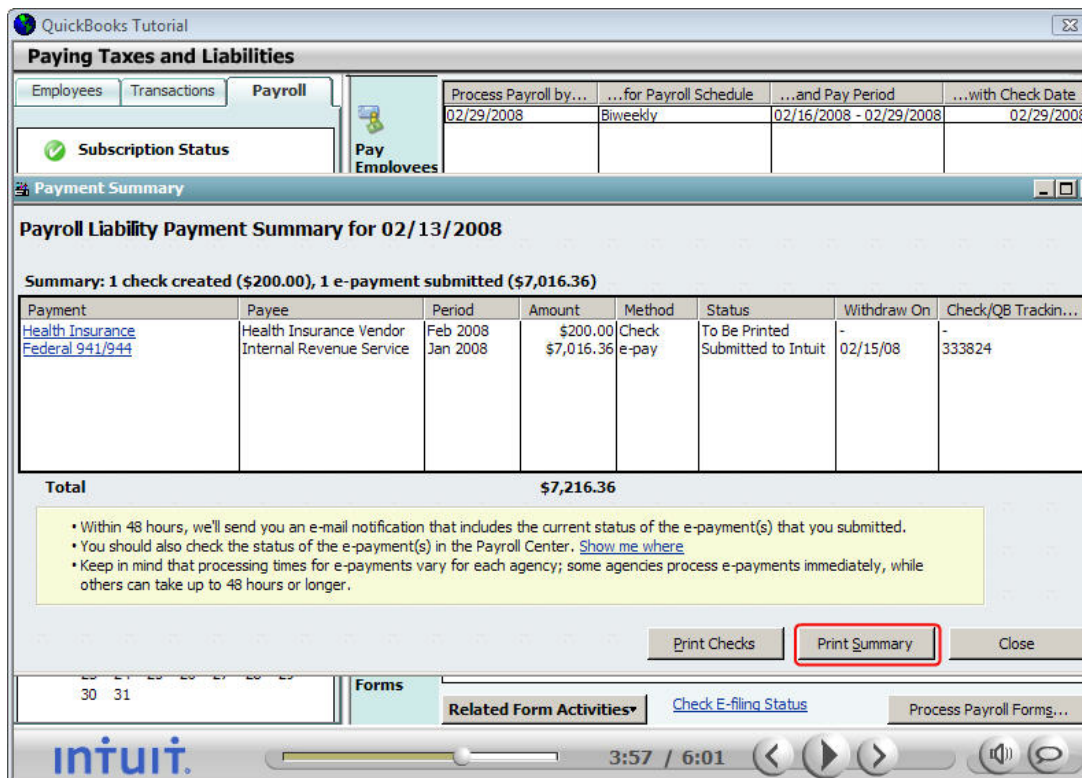 QuickBooks Tutorial
Paying Taxes and Liabilities
Employees Transactions Payroll
Process Payroll by... ...for Payroll Schedule ...and Pay Period ...with Check Date
02/29/2008 Biweekly 02/16/2008 - 02/29/2008 02/29/2008
Subscription Status
Pay
Employees
Payment Summary
Payroll Liability Payment Summary for 02/13/2008
Summary: 1 check created ($200.00), 1 e-payment submitted ($7,016.36)
Payment Payee Period Amount Method Status Withdraw On Check/QB Trackin...
Health Insurance Health Insurance Vendor Feb 2008 $200.00 Check To Be Printed - -
Federal 941/944 Internal Revenue Service Jan 2008 $7,016.36 e-pay Submitted to Intuit 02/15/08 333824
Total $7,216.36
• Within 48 hours, we'll send you an e-mail notification that includes the current status of the e-payment(s) that you submitted.
• You should also check the status of the e-payment(s) in the Payroll Center. Show me where
• Keep in mind that processing times for e-payments vary for each agency; some agencies process e-payments immediately, while
others can take up to 48 hours or longer.
Print Checks Print Summary Close
30 31
Forms
Related Form Activities Check E-filing Status Process Payroll Forms...
INTUIT. 3:57 / 6:01